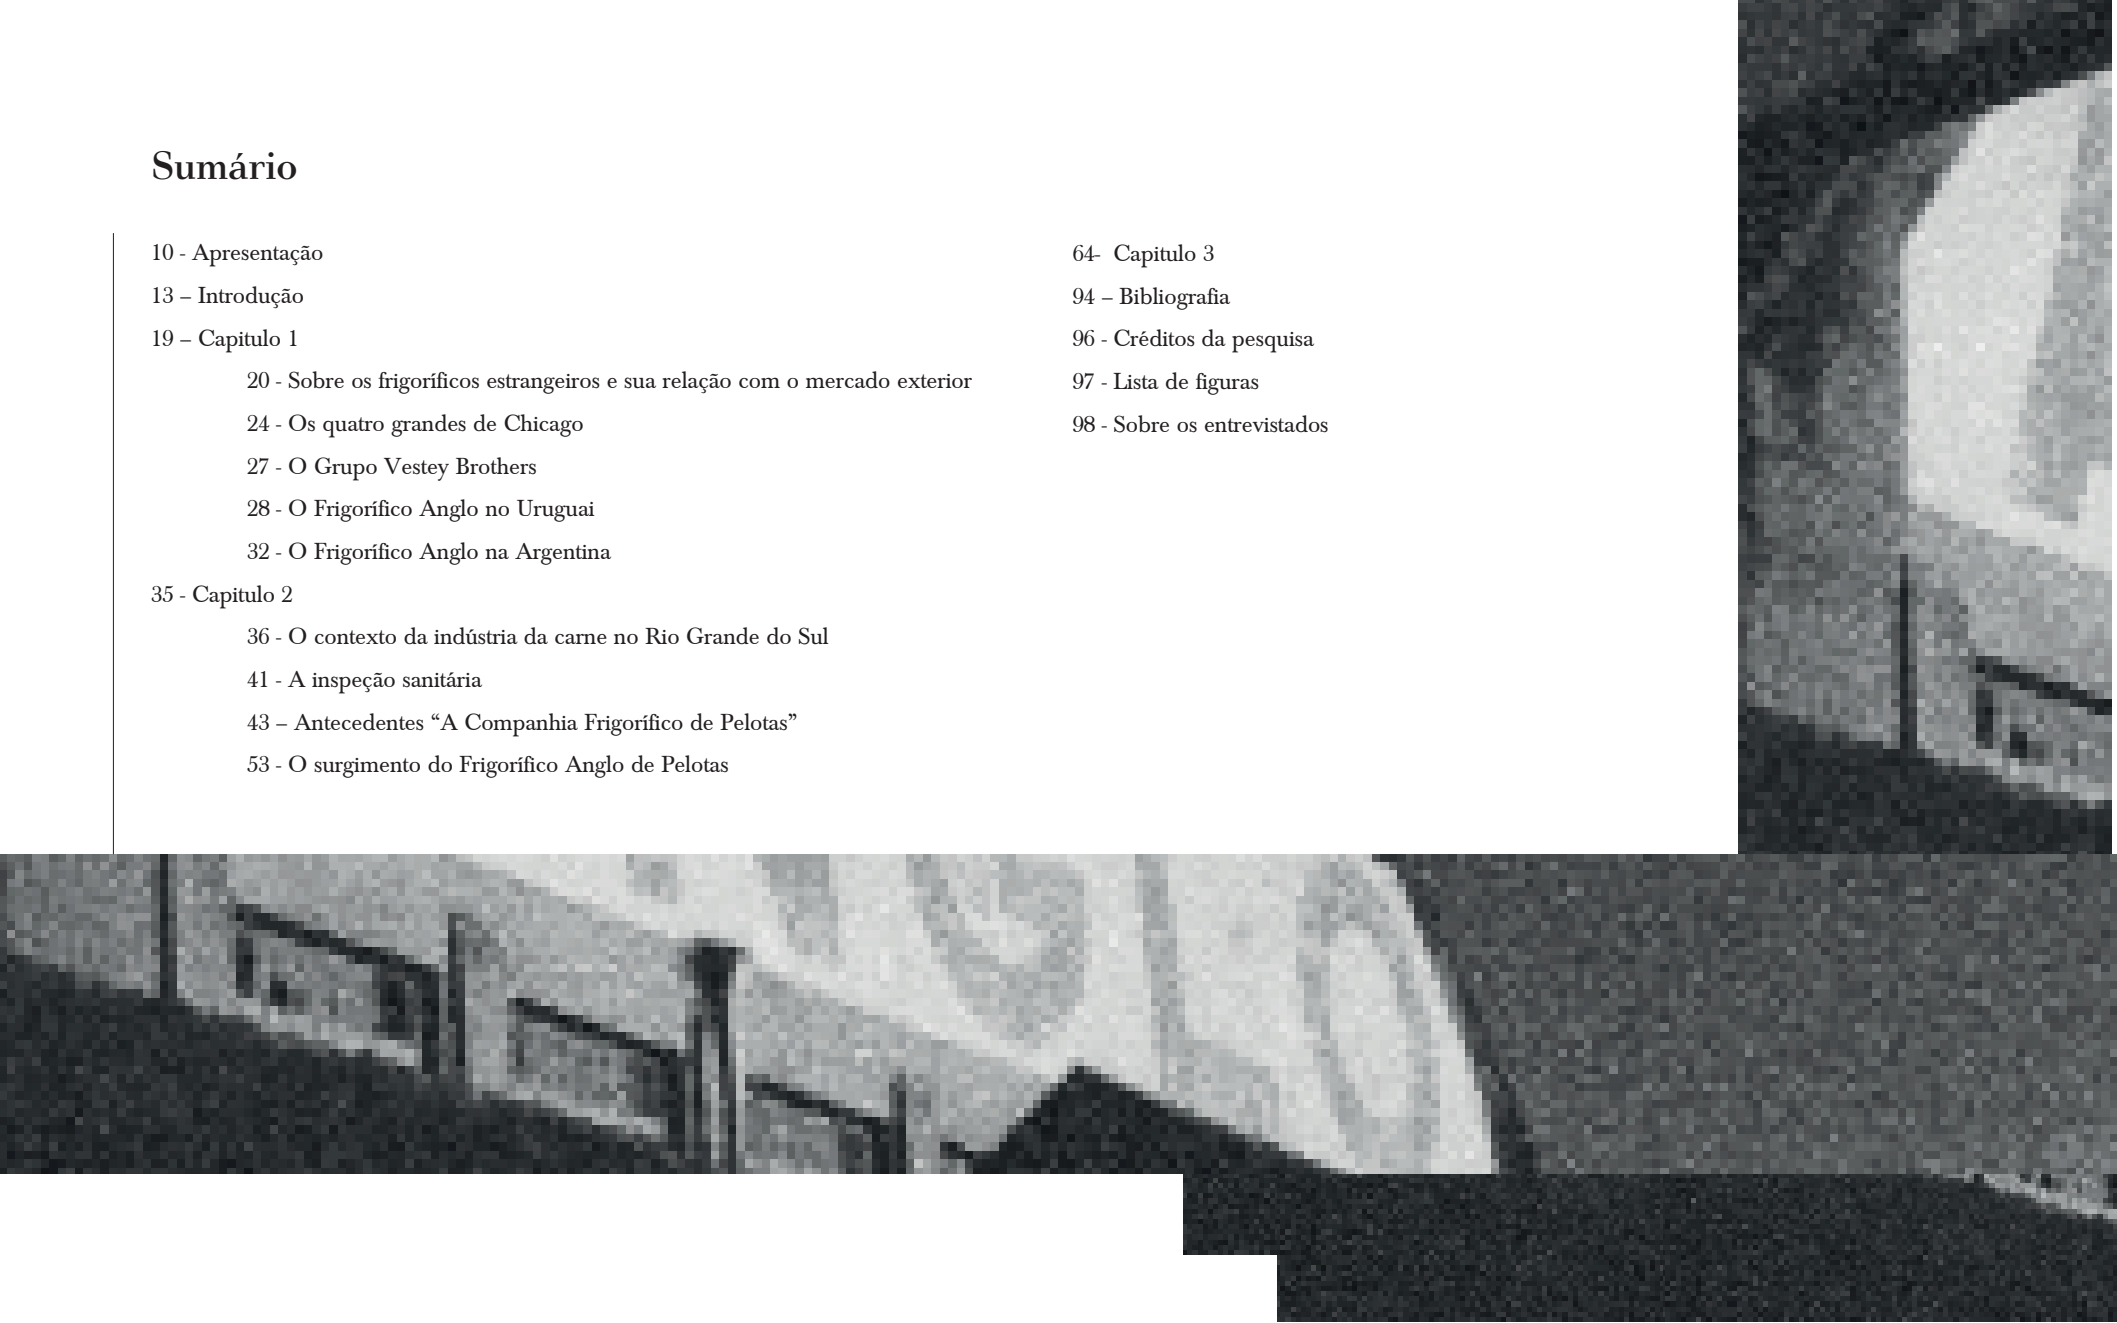 Sumário
10 - Apresentação
13 – Introdução
19 – Capitulo 1
20 - Sobre os frigoríficos estrangeiros e sua relação com o mercado exterior
24 - Os quatro grandes de Chicago
27 - O Grupo Vestey Brothers
28 - O Frigorífico Anglo no Uruguai
32 - O Frigorífico Anglo na Argentina
35 - Capitulo 2
36 - O contexto da indústria da carne no Rio Grande do Sul
41 - A inspeção sanitária
43 – Antecedentes “A Companhia Frigorífico de Pelotas”
53 - O surgimento do Frigorífico Anglo de Pelotas
64-  Capitulo 3
94 – Bibliografia
96 - Créditos da pesquisa
97 - Lista de figuras
98 - Sobre os entrevistados